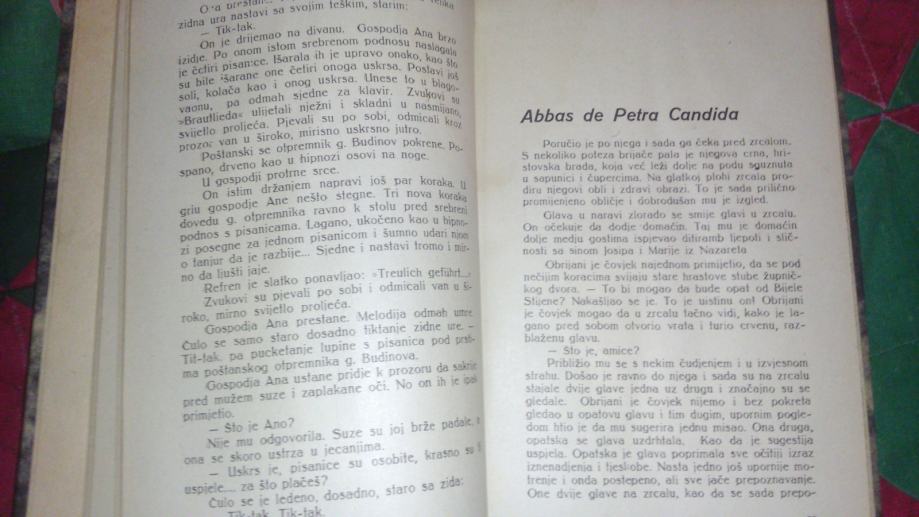 zidna ura nastavi sa svojim teškim, starim:
— Tik-tak.
On je drijemao na divanu. Gospodja Ana brzo
izidje. Po onom istom srebrenom podnosu naslagala
je četiri pisanice. Išarala ih je upravo onako, kao što
su bile išarane one četiri onoga uskrsa. Postavi još
soli, kolača kao i onog uskrsa. Unese to u blago-
vaonu, pa odmah sjedne za klavir. Zvukovi su
»Brautlieda« ulijetali nježni i skladni u nasmijano,
svijetlo proljeća. Pjevali su po sobi, odmicali kroz
prozor van u široko, mirisno uskrsno jutro.
Poštanski se otpremnik g. Budinov pokrene. Po-
spano, drveno kao u hipnozi osovi na noge.
U gospodji protrne srce.
On istim držanjem napravi još par koraka. U
grlu gospodje Ane nešto stegne. Tri nova koraka
dovedu g. otpremnika ravno k stolu pred srebreni
podnos s pisanicama. Lagano, ukočeno kao u hipno-
zi posegne za jednom pisanicom i šumno udari njom
o tanjur da je razbije... Sjedne i nastavi tromo i mir-
no da ljušti jaje.
Refren je slatko ponavljao: »Treulich geführt...«
Zvukovi su pjevali po sobi i odmicali van u ši-
roko, mirno svijetlo proljeća.
Gospodja Ana prestane. Melodija odmah umre.
Čulo se samo staro dosadno tiktanje zidne ure. —
Tit-tak. pa pucketanje lupine s pisanica pod prsti-
ma poštanskog otpremnika g. Budinova.
Gospodja Ana ustane pridje k prozoru da sakrije
pred mužem suze i zaplakane oči. No on ih je ipak
primjetio.
— Što je Ano?
Nije mu odgovorila. Suze su joj brže padale,
ona se skoro ustrza u jecanjima.
— Uskrs je, pisanice su osobite, krasno su ti
uspjele.... za što plačeš?
Čulo se je ledeno, dosadno, staro sa zida:
— Tik-tak, Tik-tak.
Abbas de Petra Candida
Poručio je po njega i sada ga čeka pred zrcalom.
S nekoliko poteza brijače pala je njegova crna, hri-
stovska brada, koja već leži dolje na podu sguznuta
u sapunici i čupercima. Na glatkoj plohi zrcala pro-
diru njegovi obli i zdravi obrazi. To je sada prilično
promijenjeno obličje i dobrodušan mu je izgled.
Glava u naravi zlorado se smije glavi u zrcalu.
On očekuje da dodje domaćin. Taj mu je domaćin
dolje medju gostima ispjevao ditiramb ljepoti i slič-
nosti sa sinom Josipa i Marije iz Nazareta
Obrijani je čovjek najednom primijetio, da se pod
nečijim koracima svijaju stare hrastove stube župnič-
kog dvora. — To bi mogao da bude opat od Bijele
Stijene? Nakašljao se je. To je uistinu on! Obrijani
je čovjek mogao da u zrcalu tačno vidi, kako je la-
gano pred sobom otvorio vrata i turio crvenu, raz-
blaženu glavu.
— Što je, amice?
Približio mu se s nekim čudjenjem i u izvjesnom
strahu. Došao je ravno do njega i sada su na zrcalu
stajale dvije glave jedna uz drugu i značajno su se
gledale. Obrijani je čovjek nijemo i bez pokreta
gledao u opatovu glavu i tim dugim, upornim pogle-
dom htio je da mu sugerira jednu misao. Ona druga,
opatska se glava uzdrhtala. Kao da je sugestija
uspjela. Opatska je glava poprimala sve očitiji izraz
iznenadjenja i tjeskobe. Nasta jedno još upornije mo-
trenje i onda postepeno, ali sve jače prepoznavanje.
One dvije glave na zrcalu, kao da se sada prepo-